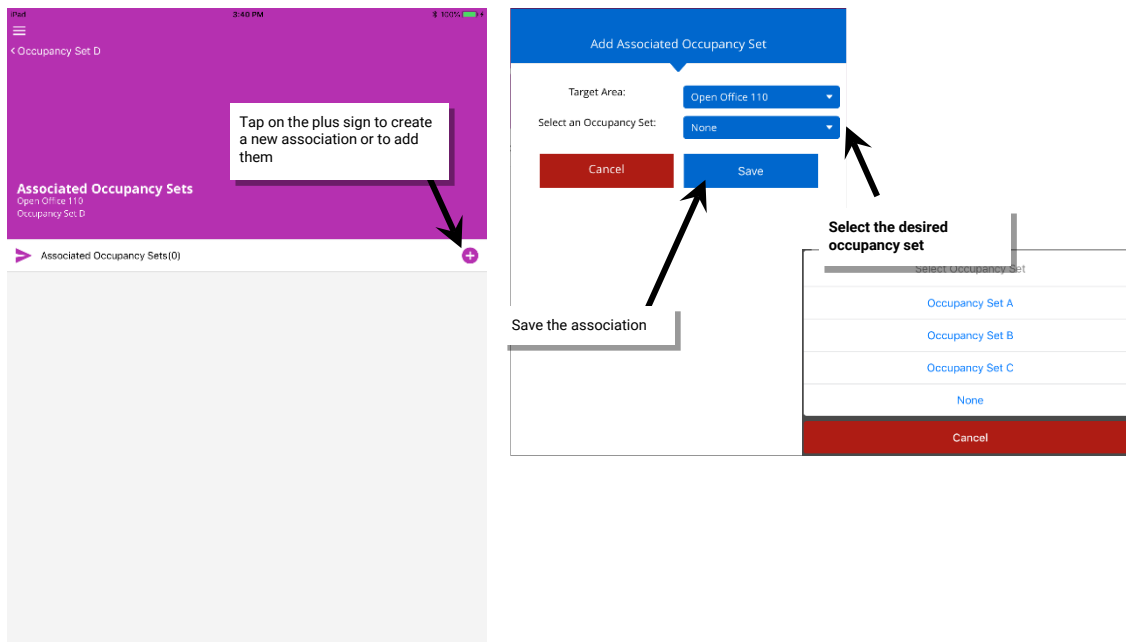 iPad 3:40 PM 100%
< Occupancy Set D
Tap on the plus sign to create
a new association or to add
them
Associated Occupancy Sets
Open Office 110
Occupancy Set D
Associated Occupancy Sets(0)
Add Associated Occupancy Set
Target Area: Open Office 110
Select an Occupancy Set: None
Cancel Save
Select the desired
occupancy set
Save the association
Select Occupancy Set
Occupancy Set A
Occupancy Set B
Occupancy Set C
None
Cancel